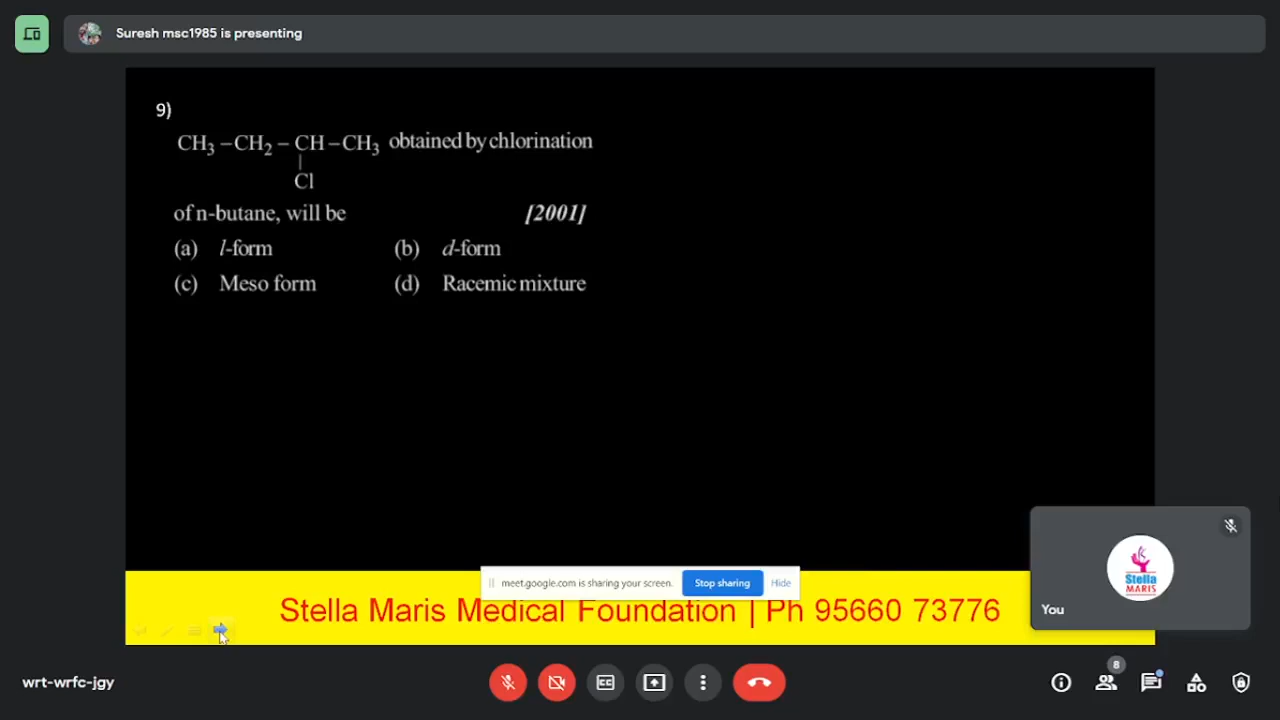 Suresh msc1985 is presenting
9)
CH3 – CH2 – CH – CH3 obtained by chlorination
|
Cl
of n-butane, will be [2001]
(a) l-form (b) d-form
(c) Meso form (d) Racemic mixture
meet.google.com is sharing your screen. Stop sharing Hide
Stella Maris Medical Foundation | Ph 95660 73776
Stella
MARIS
You
wrt-wrfc-jgy
CC
8